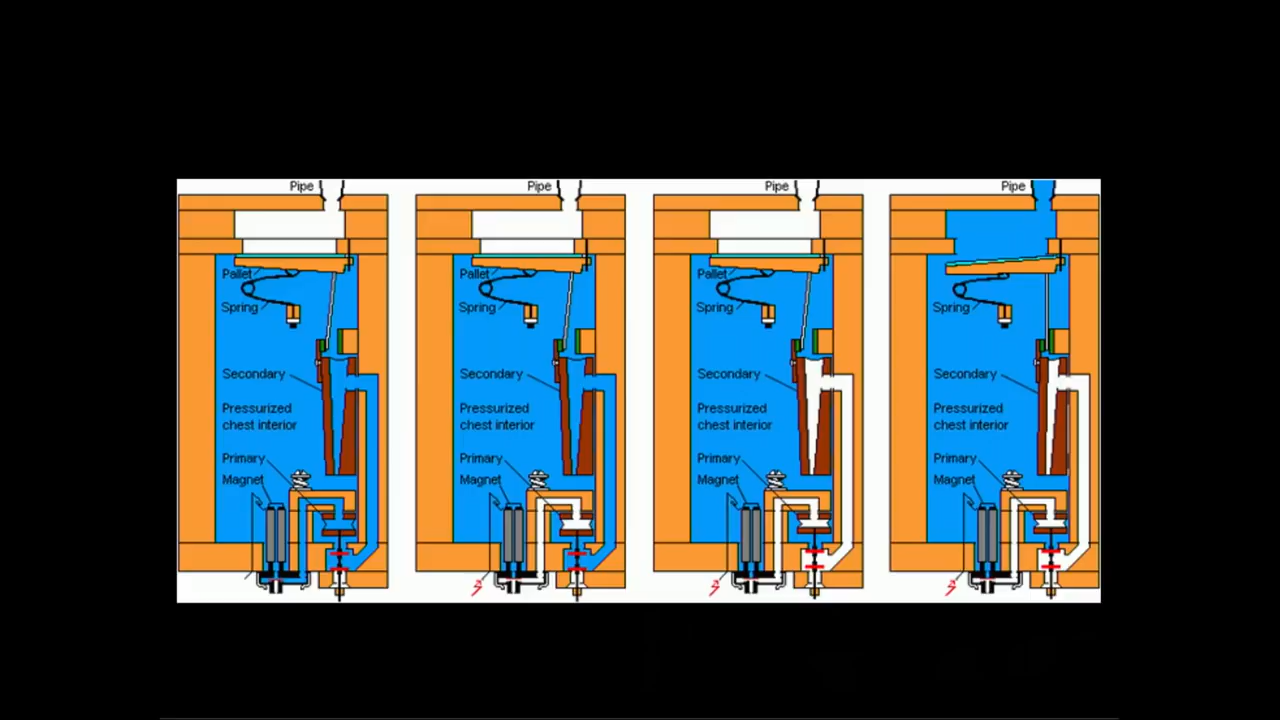 Pipe
Pallet
Spring
Secondary
Pressurized
chest interior
Primary
Magnet
Pipe
Pallet
Spring
Secondary
Pressurized
chest interior
Primary
Magnet
Pipe
Pallet
Spring
Secondary
Pressurized
chest interior
Primary
Magnet
Pipe
Spring
Secondary
Pressurized
chest interior
Primary
Magnet